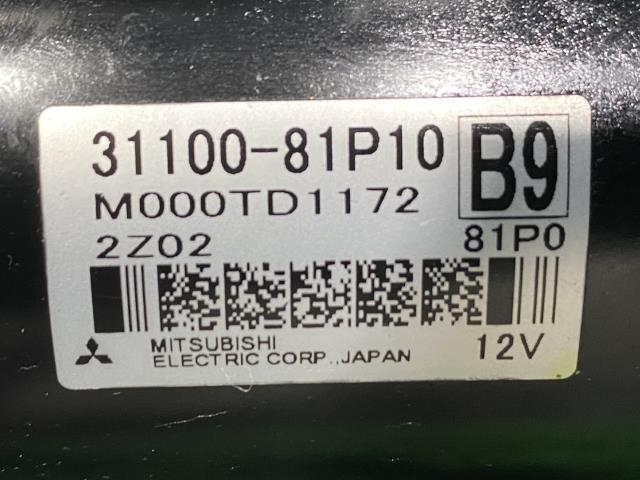 31100-81P10 B9
M000TD1172
2Z02 81P0
MITSUBISHI
ELECTRIC CORP.,JAPAN 12V